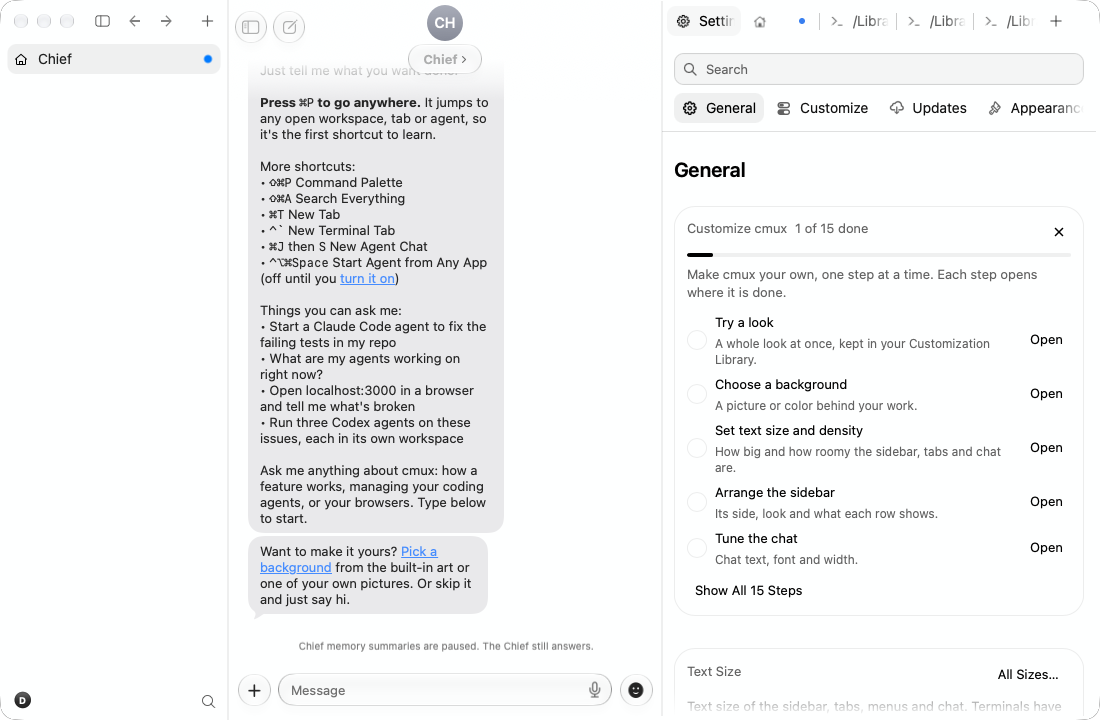 Chief
D
CH
Chief
Just tell me what you want done.
Press ⌘P to go anywhere. It jumps to
any open workspace, tab or agent, so
it's the first shortcut to learn.
More shortcuts:
• ⇧⌘P Command Palette
• ⇧⌘A Search Everything
• ⌘T New Tab
• ^` New Terminal Tab
• ⌘J then S New Agent Chat
• ^⌥⌘Space Start Agent from Any App
(off until you turn it on)
Things you can ask me:
• Start a Claude Code agent to fix the
failing tests in my repo
• What are my agents working on
right now?
• Open localhost:3000 in a browser
and tell me what's broken
• Run three Codex agents on these
issues, each in its own workspace
Ask me anything about cmux: how a
feature works, managing your coding
agents, or your browsers. Type below
to start.
Want to make it yours? Pick a
background from the built-in art or
one of your own pictures. Or skip it
and just say hi.
Chief memory summaries are paused. The Chief still answers.
Message
Settin /Libra /Libra /Lib
Search
General Customize Updates Appearanc
General
Customize cmux 1 of 15 done
Make cmux your own, one step at a time. Each step opens
where it is done.
Try a look
A whole look at once, kept in your Customization
Library.
Open
Choose a background
A picture or color behind your work.
Open
Set text size and density
How big and how roomy the sidebar, tabs and chat
are.
Open
Arrange the sidebar
Its side, look and what each row shows.
Open
Tune the chat
Chat text, font and width.
Open
Show All 15 Steps
Text Size
All Sizes...
Text size of the sidebar, tabs, menus and chat. Terminals have